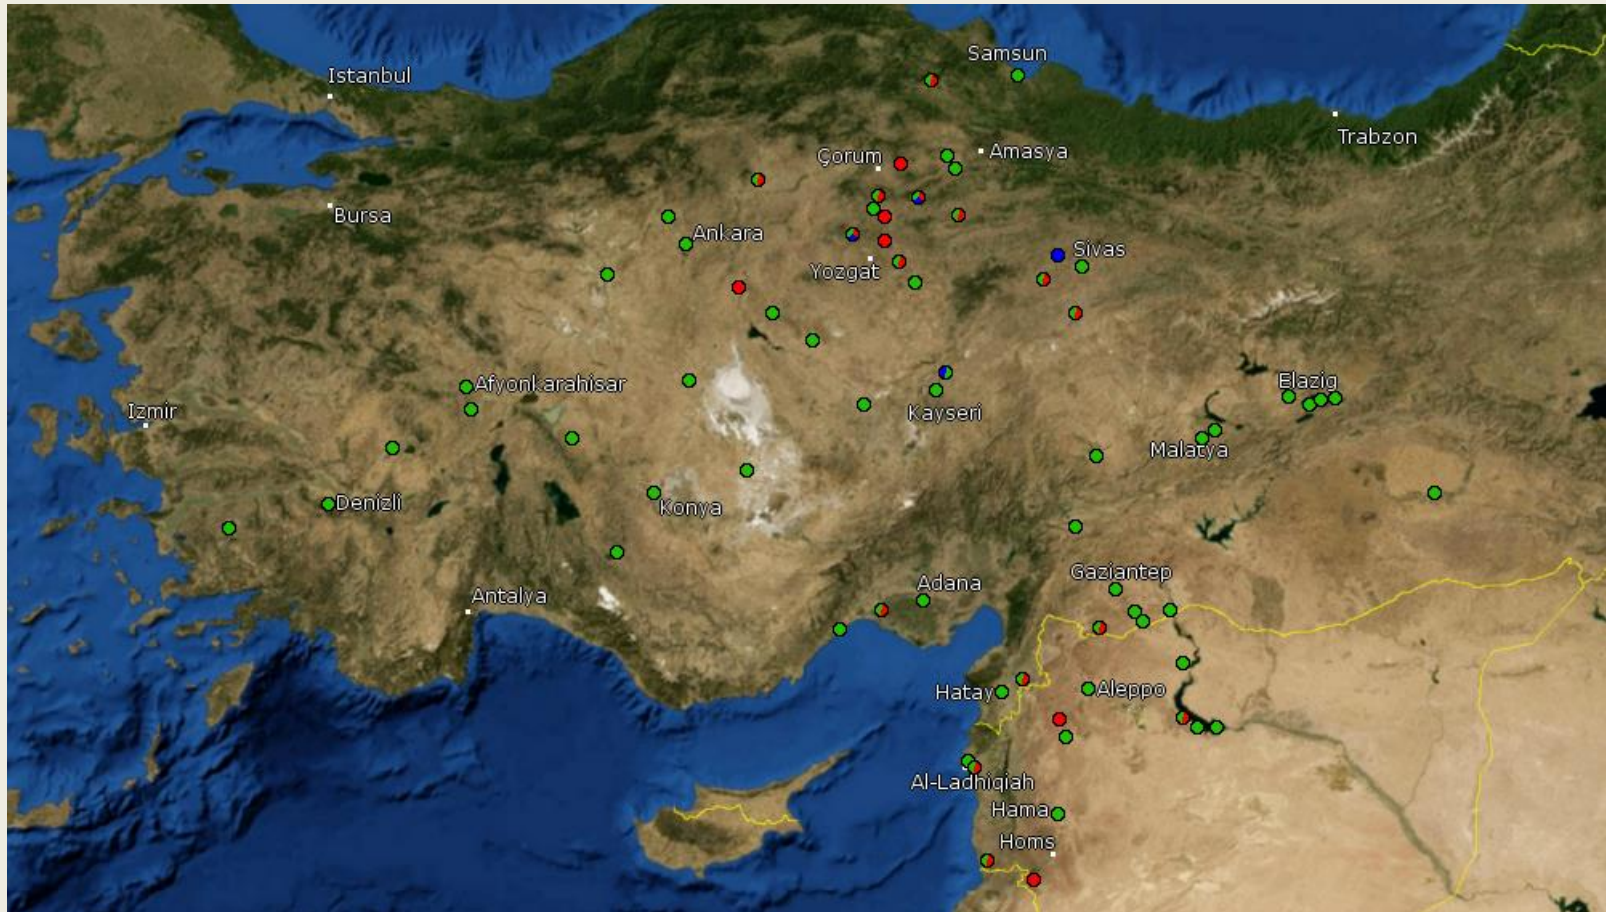 Samsun
Istanbul
Trabzon
Çorum
Amasya
Bursa
Ankara
Sivas
Yozgat
Afyonkarahisar
Elazig
Izmir
Kayseri
Malatya
Denizli
Konya
Gaziantep
Adana
Antalya
Hatay
Aleppo
Al-Ladhiqiah
Hama
Homs